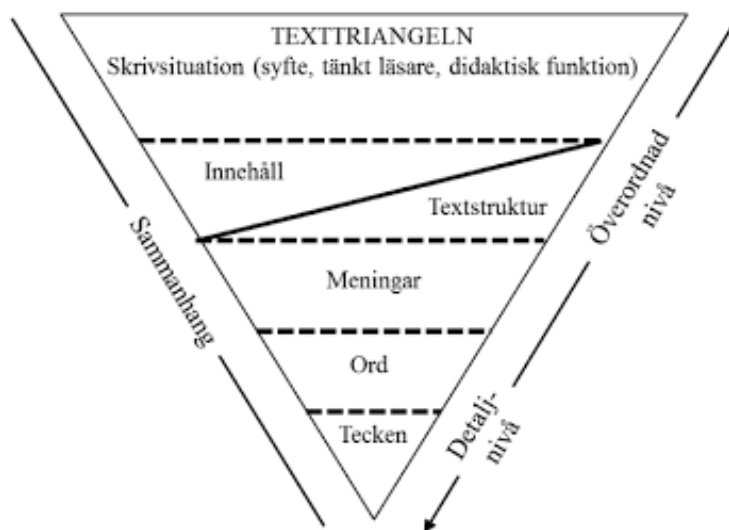 TEXTTRIANGELN
Skrivsituation (syfte, tänkt läsare, didaktisk funktion)
Innehåll
Textstruktur
Meningar
Ord
Tecken
Sammanhang
Överordnad
nivå
Detalj-
nivå